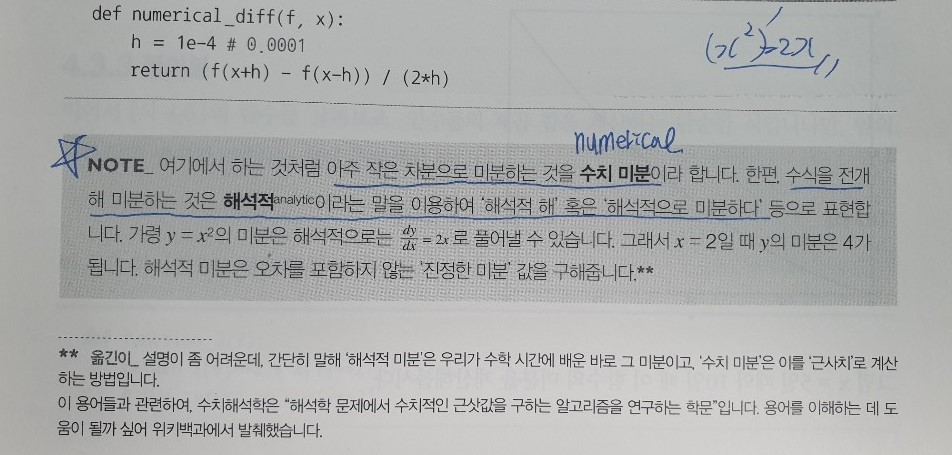 def numerical_diff(f, x):
h = 1e-4 # 0.0001
return (f(x+h) - f(x-h)) / (2*h)
(x²)′=2x
numerical
NOTE_ 여기에서 하는 것처럼 아주 작은 차분으로 미분하는 것을 수치 미분이라 합니다. 한편, 수식을 전개
해 미분하는 것은 해석적analytic이라는 말을 이용하여 '해석적 해' 혹은 '해석적으로 미분하다' 등으로 표현합
니다. 가령 y = x²의 미분은 해석적으로는 dy/dx = 2x로 풀어낼 수 있습니다. 그래서 x = 2일 때 y의 미분은 4가
됩니다. 해석적 미분은 오차를 포함하지 않는 '진정한 미분' 값을 구해줍니다.**
** 옮긴이_ 설명이 좀 어려운데, 간단히 말해 '해석적 미분'은 우리가 수학 시간에 배운 바로 그 미분이고, '수치 미분'은 이를 '근사치'로 계산
하는 방법입니다.
이 용어들과 관련하여, 수치해석학은 "해석학 문제에서 수치적인 근삿값을 구하는 알고리즘을 연구하는 학문"입니다. 용어를 이해하는 데 도
움이 될까 싶어 위키백과에서 발췌했습니다.